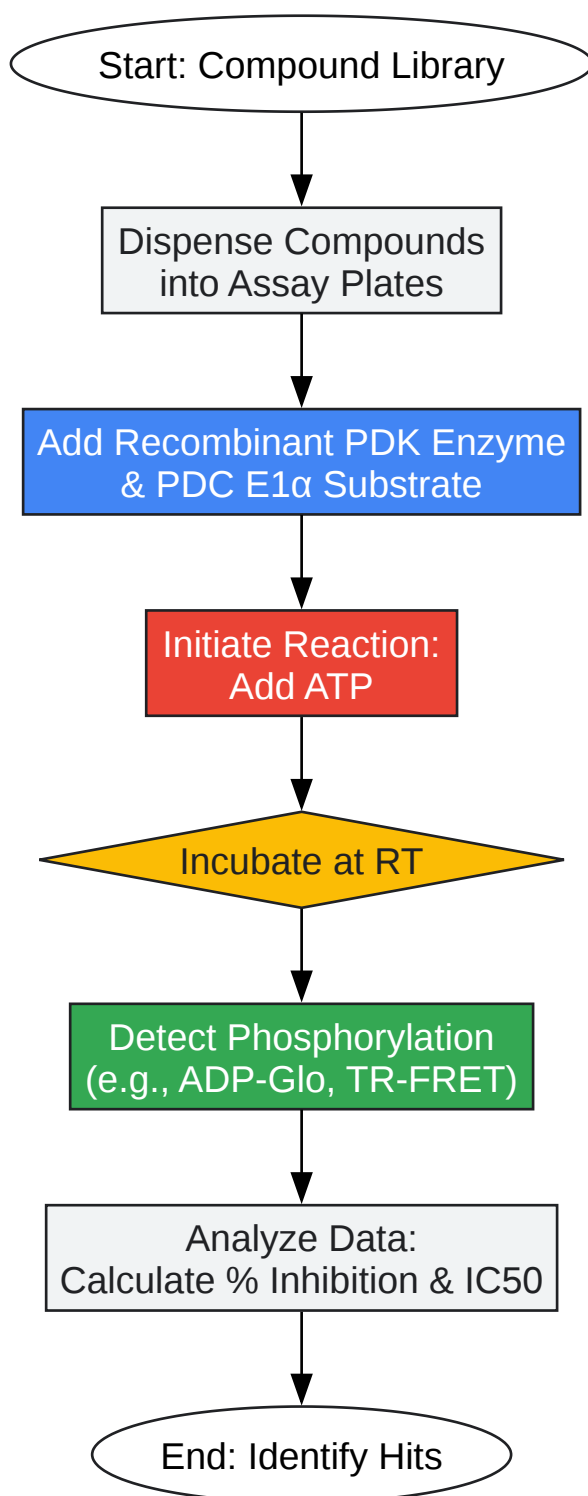 Start: Compound Library
Dispense Compounds
into Assay Plates
Add Recombinant PDK Enzyme
& PDC E1α Substrate
Initiate Reaction:
Add ATP
Incubate at RT
Detect Phosphorylation
(e.g., ADP-Glo, TR-FRET)
Analyze Data:
Calculate % Inhibition & IC50
End: Identify Hits